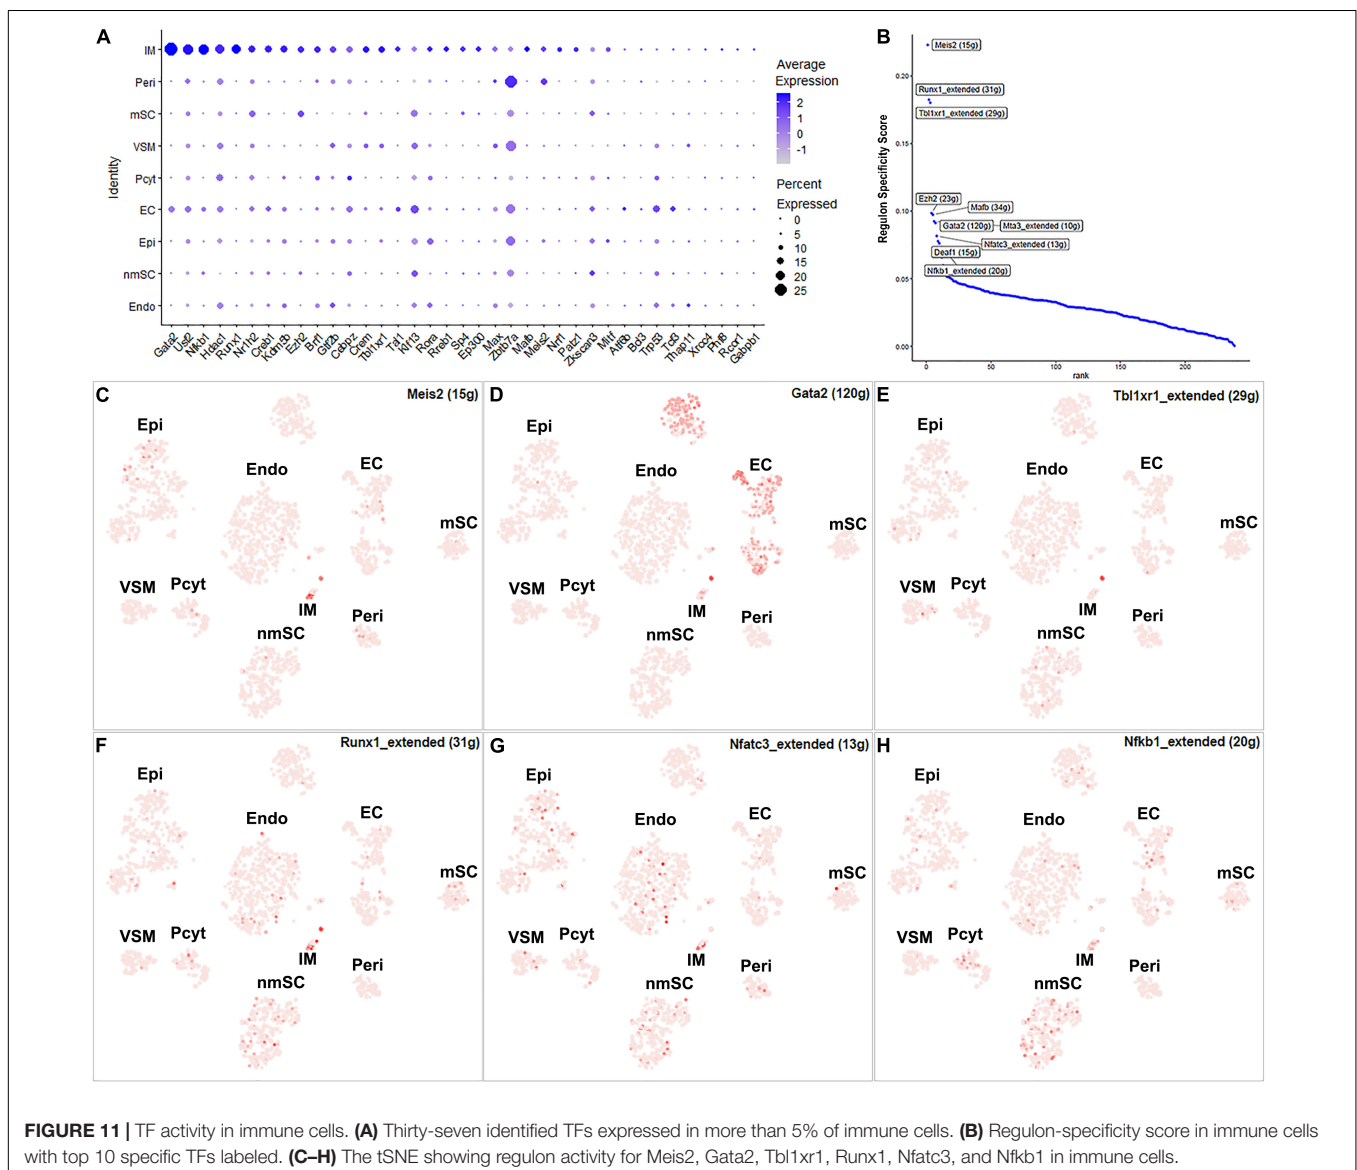 A
IM
Peri
mSC
VSM
Pcyt
EC
Epi
nmSC
Endo
Identity
Gata2 Usf2 Nfkb1 Hdac1 Runx1 Nr1h2 Creb1 Kdm5b Ezh2 Brf1 Gtf2b Cebpz Crem Tbl1xr1 Tal1 Klf13 Rora Rreb1 Sp4 Ep300 Max Zbtb7a Mafb Meis2 Nrf1 Patz1 Zkscan3 Mitf Atf6b Bcl3 Trp53 Tcf3 Thap11 Xrcc4 Phf8 Rcor1 Gabpb1
Average
Expression
2
1
0
-1
Percent
Expressed
0
5
10
15
20
25
B
Regulon Specificity Score
0.20
0.15
0.10
0.05
0.00
0 50 100 150 200
rank
Meis2 (15g)
Runx1_extended (31g)
Tbl1xr1_extended (29g)
Ezh2 (23g)
Mafb (34g)
Gata2 (120g) Mta3_extended (10g)
Nfatc3_extended (13g)
Deaf1 (15g)
Nfkb1_extended (20g)
C Meis2 (15g)
Epi
Endo
EC
mSC
VSM Pcyt
IM
Peri
nmSC
D Gata2 (120g)
Epi
Endo
EC
mSC
VSM Pcyt
IM
Peri
nmSC
E Tbl1xr1_extended (29g)
Epi
Endo
EC
mSC
VSM Pcyt
IM
Peri
nmSC
F Runx1_extended (31g)
Epi
Endo
EC
mSC
VSM Pcyt
IM
Peri
nmSC
G Nfatc3_extended (13g)
Epi
Endo
EC
mSC
VSM Pcyt
IM
Peri
nmSC
H Nfkb1_extended (20g)
Epi
Endo
EC
mSC
VSM Pcyt
IM
Peri
nmSC
FIGURE 11 | TF activity in immune cells. (A) Thirty-seven identified TFs expressed in more than 5% of immune cells. (B) Regulon-specificity score in immune cells
with top 10 specific TFs labeled. (C–H) The tSNE showing regulon activity for Meis2, Gata2, Tbl1xr1, Runx1, Nfatc3, and Nfkb1 in immune cells.